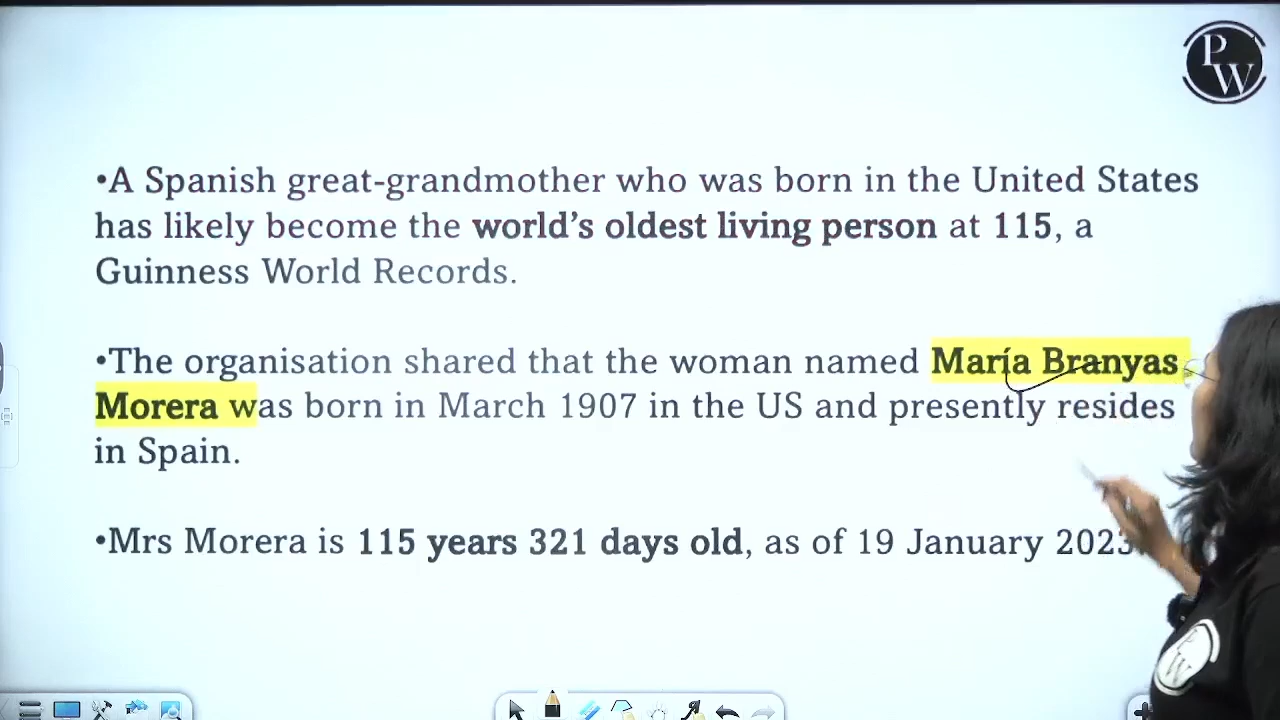 PW
•A Spanish great-grandmother who was born in the United States
has likely become the world’s oldest living person at 115, a
Guinness World Records.
•The organisation shared that the woman named María Branyas
Morera was born in March 1907 in the US and presently resides
in Spain.
•Mrs Morera is 115 years 321 days old, as of 19 January 2023.
PW